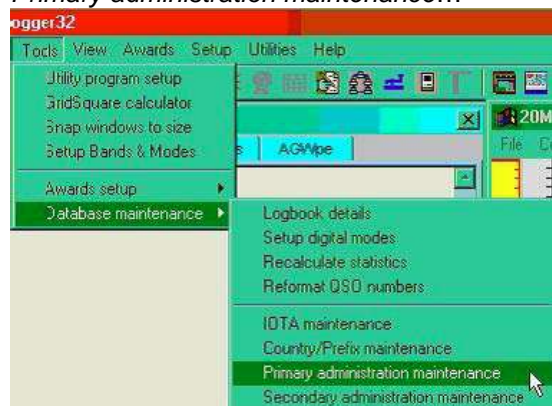 Primary administration maintenance...
ogger32
Tools View Awards Setup Utilities Help
Utility program setup
GridSquare calculator
Snap windows to size
Setup Bands & Modes
Awards setup
Database maintenance
AGWpe
20M
File
Logbook details
Setup digital modes
Recalculate statistics
Reformat QSO numbers
IOTA maintenance
Country/Prefix maintenance
Primary administration maintenance
Secondary administration maintenance